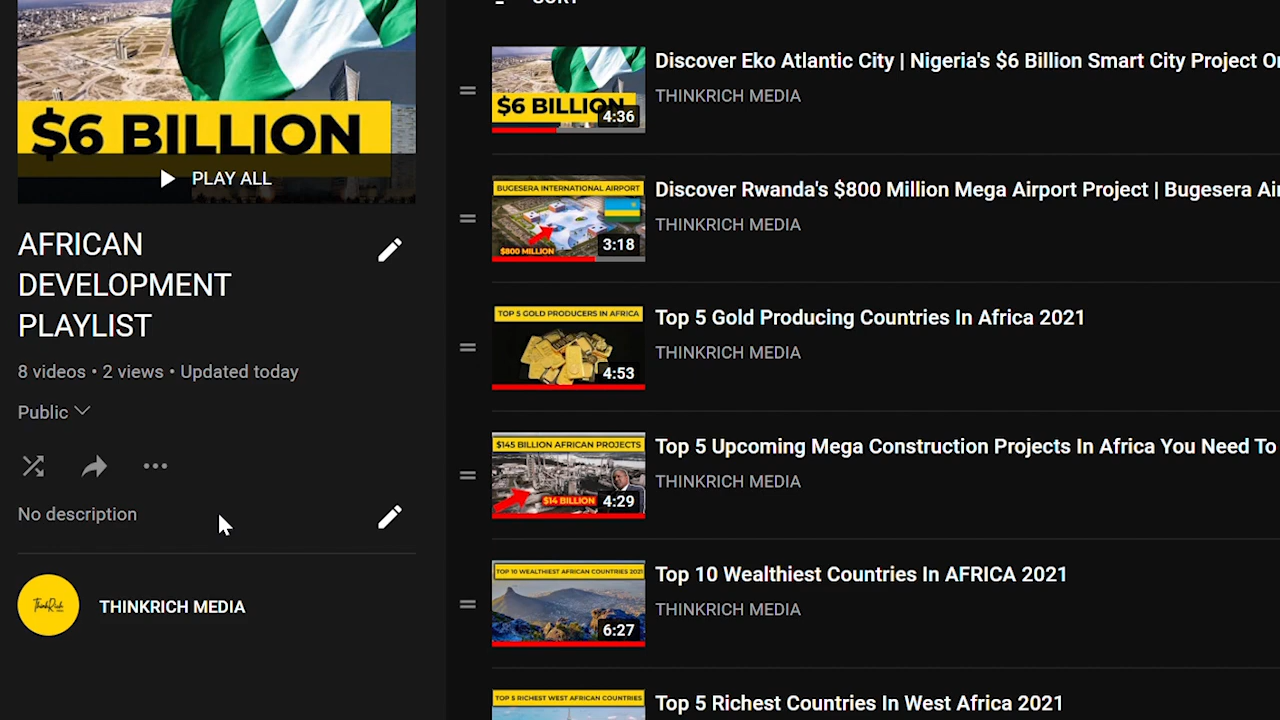 $6 BILLION
PLAY ALL
AFRICAN
DEVELOPMENT
PLAYLIST
8 videos • 2 views • Updated today
Public
No description
ThinkRich
THINKRICH MEDIA
SORT
$6 BILLION
4:36
Discover Eko Atlantic City | Nigeria's $6 Billion Smart City Project
THINKRICH MEDIA
BUGESERA INTERNATIONAL AIRPORT
$800 MILLION
3:18
Discover Rwanda's $800 Million Mega Airport Project | Bugesera
THINKRICH MEDIA
TOP 5 GOLD PRODUCERS IN AFRICA
4:53
Top 5 Gold Producing Countries In Africa 2021
THINKRICH MEDIA
$145 BILLION AFRICAN PROJECTS
$14 BILLION
4:29
Top 5 Upcoming Mega Construction Projects In Africa You Need To
THINKRICH MEDIA
TOP 10 WEALTHIEST AFRICAN COUNTRIES 2021
6:27
Top 10 Wealthiest Countries In AFRICA 2021
THINKRICH MEDIA
TOP 5 RICHEST WEST AFRICAN COUNTRIES
Top 5 Richest Countries In West Africa 2021